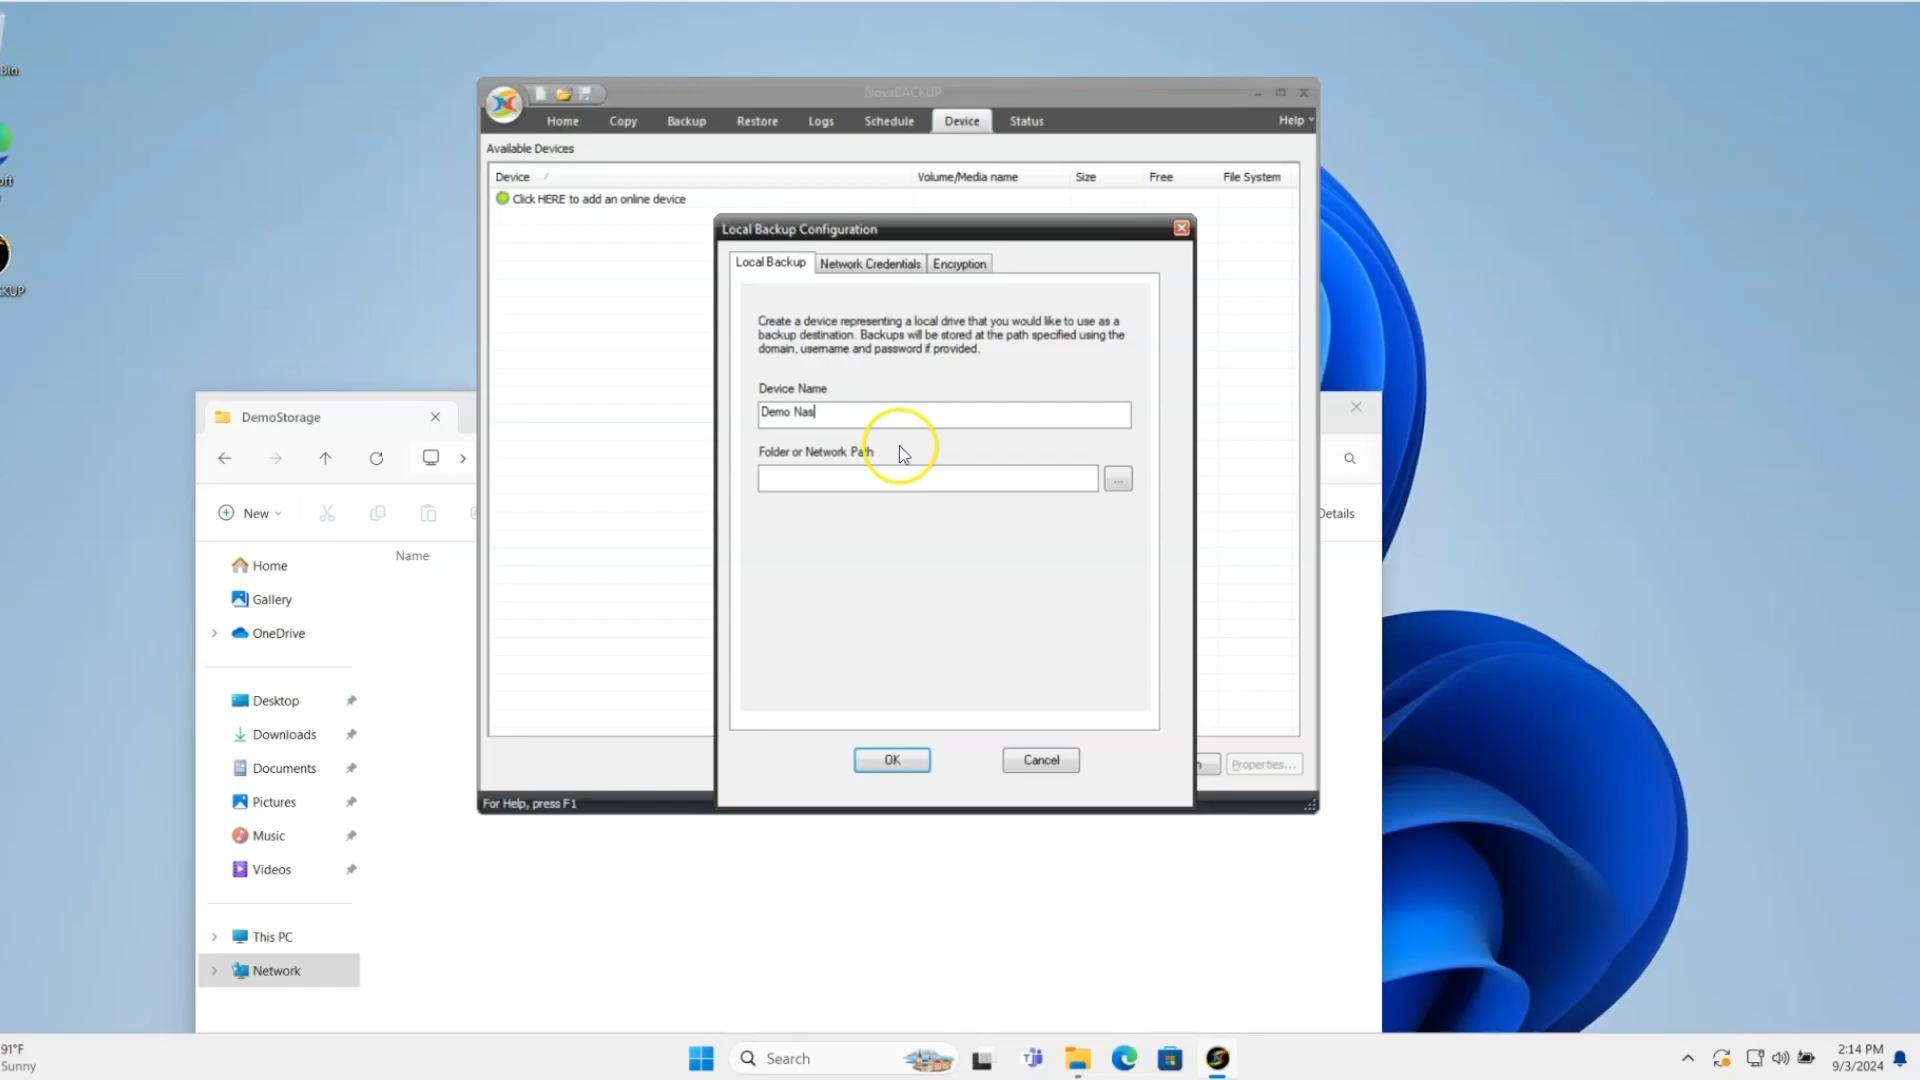 Bin
oft
KUP
NovaBACKUP
Home Copy Backup Restore Logs Schedule Device Status Help
Available Devices
Device / Volume/Media name Size Free File System
Click HERE to add an online device
Local Backup Configuration
Local Backup Network Credentials Encryption
Create a device representing a local drive that you would like to use as a
backup destination. Backups will be stored at the path specified using the
domain, username and password if provided.
Device Name
Demo Nas
Folder or Network Path
...
OK Cancel
Properties...
For Help, press F1
DemoStorage
New
Details
Name
Home
Gallery
OneDrive
Desktop
Downloads
Documents
Pictures
Music
Videos
This PC
Network
91°F
Sunny
Search
2:14 PM
9/3/2024